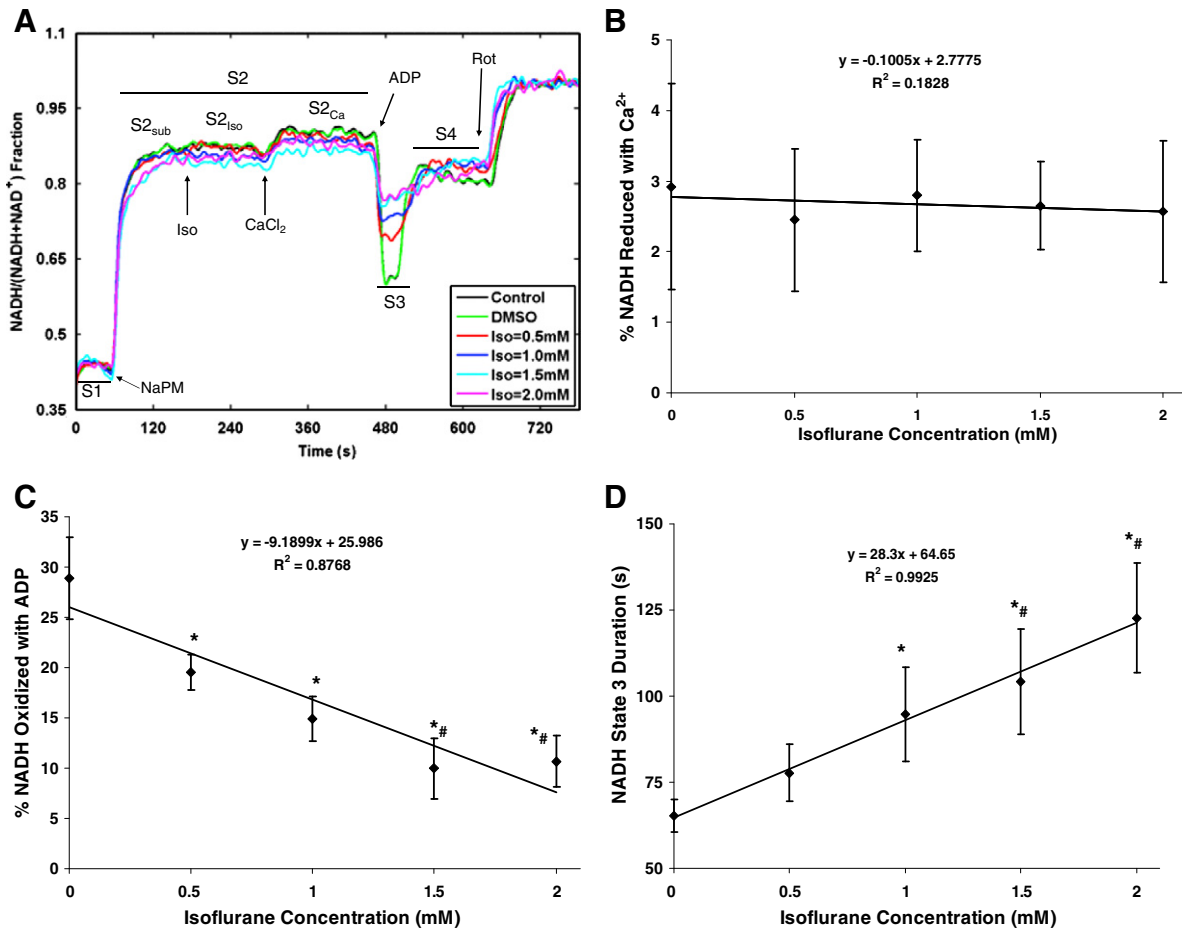 A
NADH/(NADH+NAD⁺) Fraction
1.1
0.95
0.8
0.65
0.5
0.35
S2
S2sub
S2Iso
S2Ca
ADP
Rot
S4
Iso
CaCl₂
S3
S1
NaPM
Control
DMSO
Iso=0.5mM
Iso=1.0mM
Iso=1.5mM
Iso=2.0mM
0 120 240 360 480 600 720
Time (s)
B
% NADH Reduced with Ca²⁺
5
4
3
2
1
0
y = -0.1005x + 2.7775
R² = 0.1828
0 0.5 1 1.5 2
Isoflurane Concentration (mM)
C
% NADH Oxidized with ADP
35
30
25
20
15
10
5
0
y = -9.1899x + 25.986
R² = 0.8768
*
*
*#
*#
0 0.5 1 1.5 2
Isoflurane Concentration (mM)
D
NADH State 3 Duration (s)
150
125
100
75
50
y = 28.3x + 64.65
R² = 0.9925
*
*#
*#
0 0.5 1 1.5 2
Isoflurane Concentration (mM)